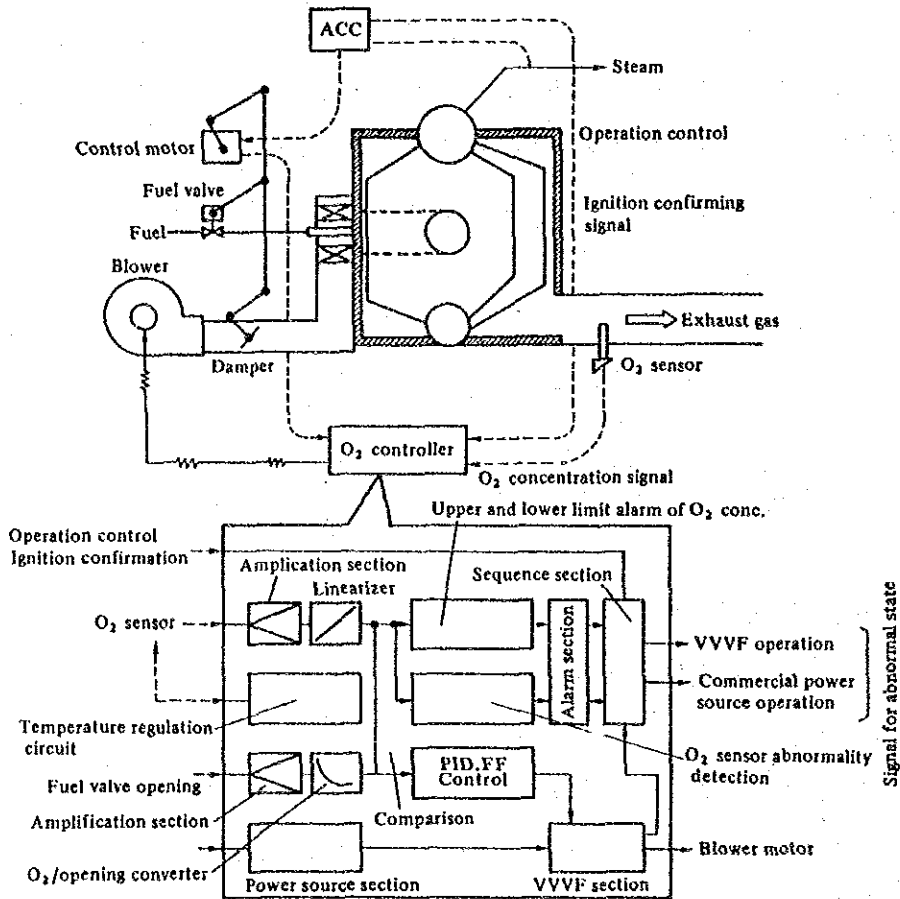 ACC
Steam
Operation control
Control motor
Fuel valve
Ignition confirming
signal
Fuel
Blower
Exhaust gas
Damper
O₂ sensor
O₂ controller
O₂ concentration signal
Upper and lower limit alarm of O₂ conc.
Operation control
Ignition confirmation
Amplication section
Sequence section
Linearizer
O₂ sensor
Alarm section
VVVF operation
Commercial power
source operation
Signal for abnormal state
Temperature regulation
circuit
O₂ sensor abnormality
detection
PID.FF
Control
Fuel valve opening
Amplification section
Comparison
Blower motor
O₂/opening converter
Power source section
VVVF section